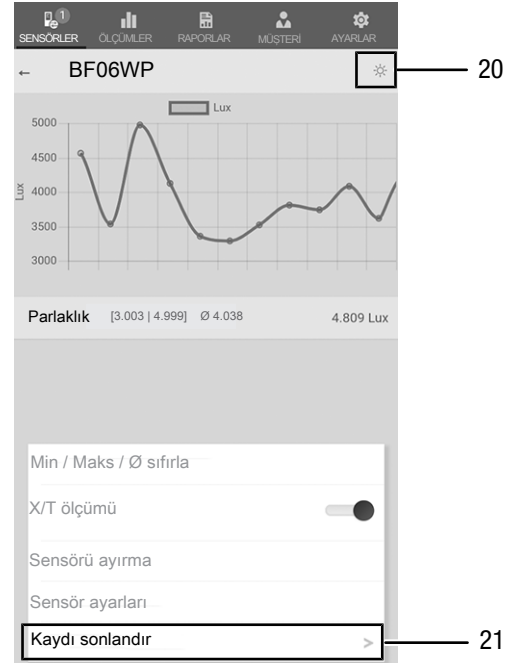 1
SENSÖRLER ÖLÇÜMLER RAPORLAR MÜŞTERİ AYARLAR
← BF06WP
20
Lux
5000
4500
4000
3500
3000
Lux
Parlaklık [3.003 | 4.999] Ø 4.038 4.809 Lux
Min / Maks / Ø sıfırla
X/T ölçümü
Sensörü ayırma
Sensör ayarları
Kaydı sonlandır >
21